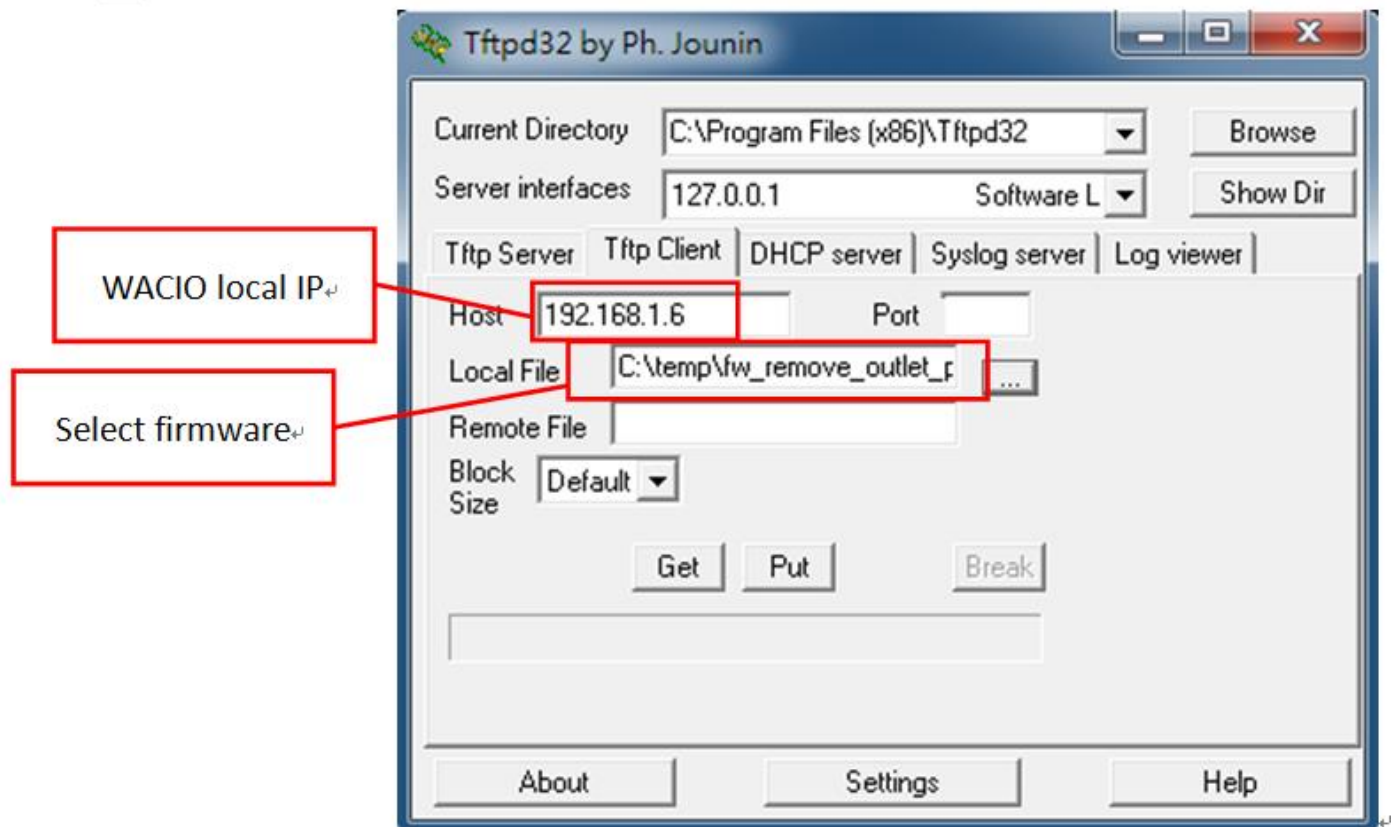 Tftpd32 by Ph. Jounin
Current Directory C:\Program Files (x86)\Tftpd32 Browse
Server interfaces 127.0.0.1 Software L Show Dir
Tftp Server Tftp Client DHCP server Syslog server Log viewer
WACIO local IP
Host 192.168.1.6 Port
Local File C:\temp\fw_remove_outlet_p ...
Select firmware
Remote File
Block Size Default
Get Put Break
About Settings Help